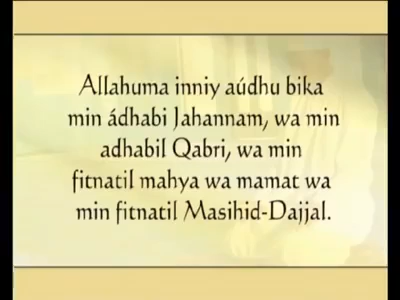 Allahuma inniy aúdhu bika
min ádhabi Jahannam, wa min
adhabil Qabri, wa min
fitnatil mahya wa mamat wa
min fitnatil Masihid-Dajjal.